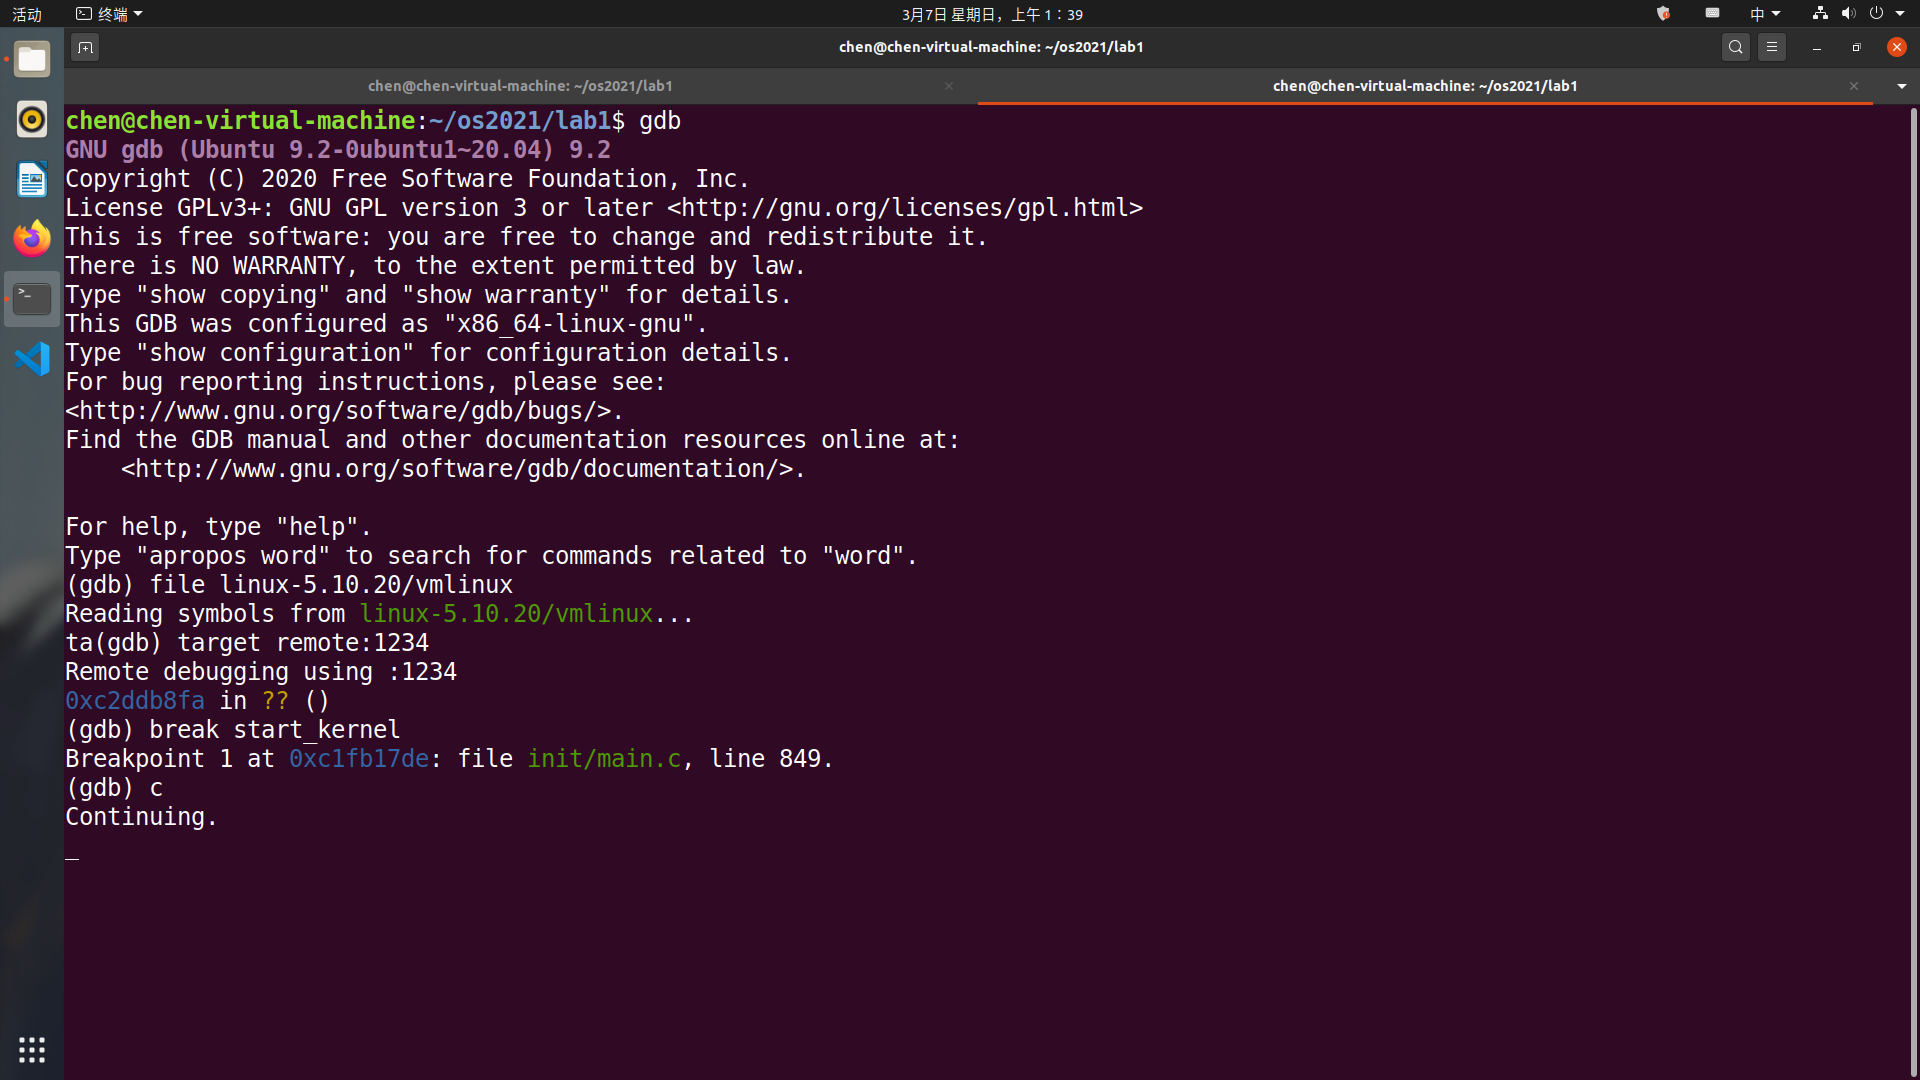 活动
终端
3月7日 星期日, 上午 1：39
中
chen@chen-virtual-machine: ~/os2021/lab1
chen@chen-virtual-machine: ~/os2021/lab1
chen@chen-virtual-machine: ~/os2021/lab1
chen@chen-virtual-machine:~/os2021/lab1$ gdb
GNU gdb (Ubuntu 9.2-0ubuntu1~20.04) 9.2
Copyright (C) 2020 Free Software Foundation, Inc.
License GPLv3+: GNU GPL version 3 or later <http://gnu.org/licenses/gpl.html>
This is free software: you are free to change and redistribute it.
There is NO WARRANTY, to the extent permitted by law.
Type "show copying" and "show warranty" for details.
This GDB was configured as "x86_64-linux-gnu".
Type "show configuration" for configuration details.
For bug reporting instructions, please see:
<http://www.gnu.org/software/gdb/bugs/>.
Find the GDB manual and other documentation resources online at:
    <http://www.gnu.org/software/gdb/documentation/>.
For help, type "help".
Type "apropos word" to search for commands related to "word".
(gdb) file linux-5.10.20/vmlinux
Reading symbols from linux-5.10.20/vmlinux...
ta(gdb) target remote:1234
Remote debugging using :1234
0xc2ddb8fa in ?? ()
(gdb) break start_kernel
Breakpoint 1 at 0xc1fb17de: file init/main.c, line 849.
(gdb) c
Continuing.